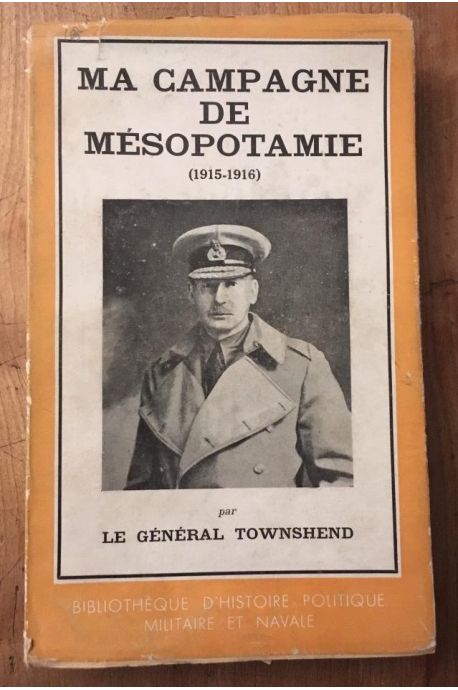 MA CAMPAGNE
DE
MÉSOPOTAMIE
(1915-1916)
par
LE GÉNÉRAL TOWNSHEND
BIBLIOTHÈQUE D'HISTOIRE POLITIQUE
MILITAIRE ET NAVALE